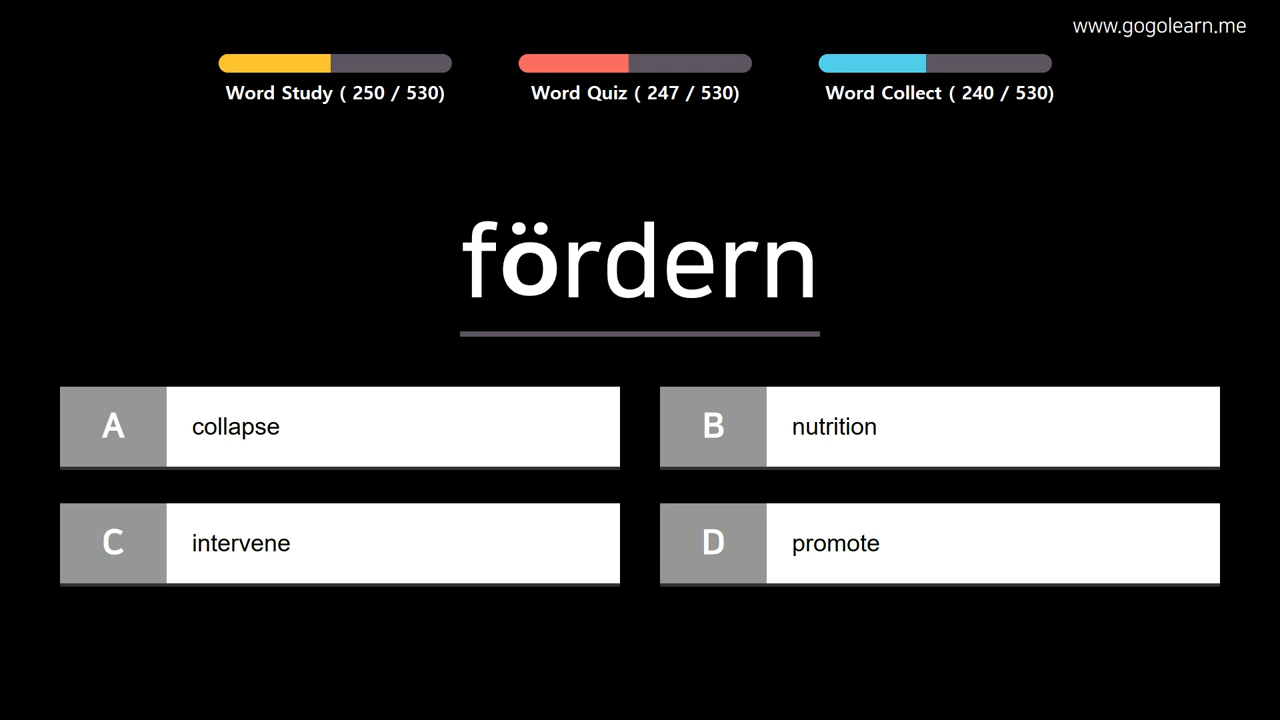 www.gogolearn.me
Word Study ( 250 / 530)
Word Quiz ( 247 / 530)
Word Collect ( 240 / 530)
fördern
A collapse
B nutrition
C intervene
D promote